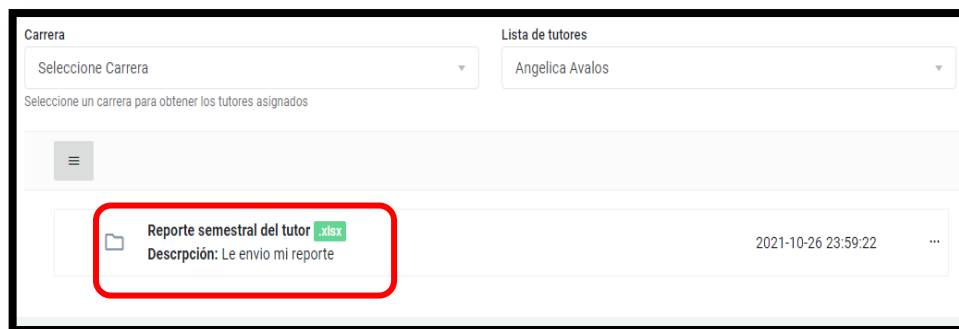 Carrera
Lista de tutores
Seleccione Carrera
Angelica Avalos
Seleccione un carrera para obtener los tutores asignados
Reporte semestral del tutor .xlsx
Descrpción: Le envio mi reporte
2021-10-26 23:59:22